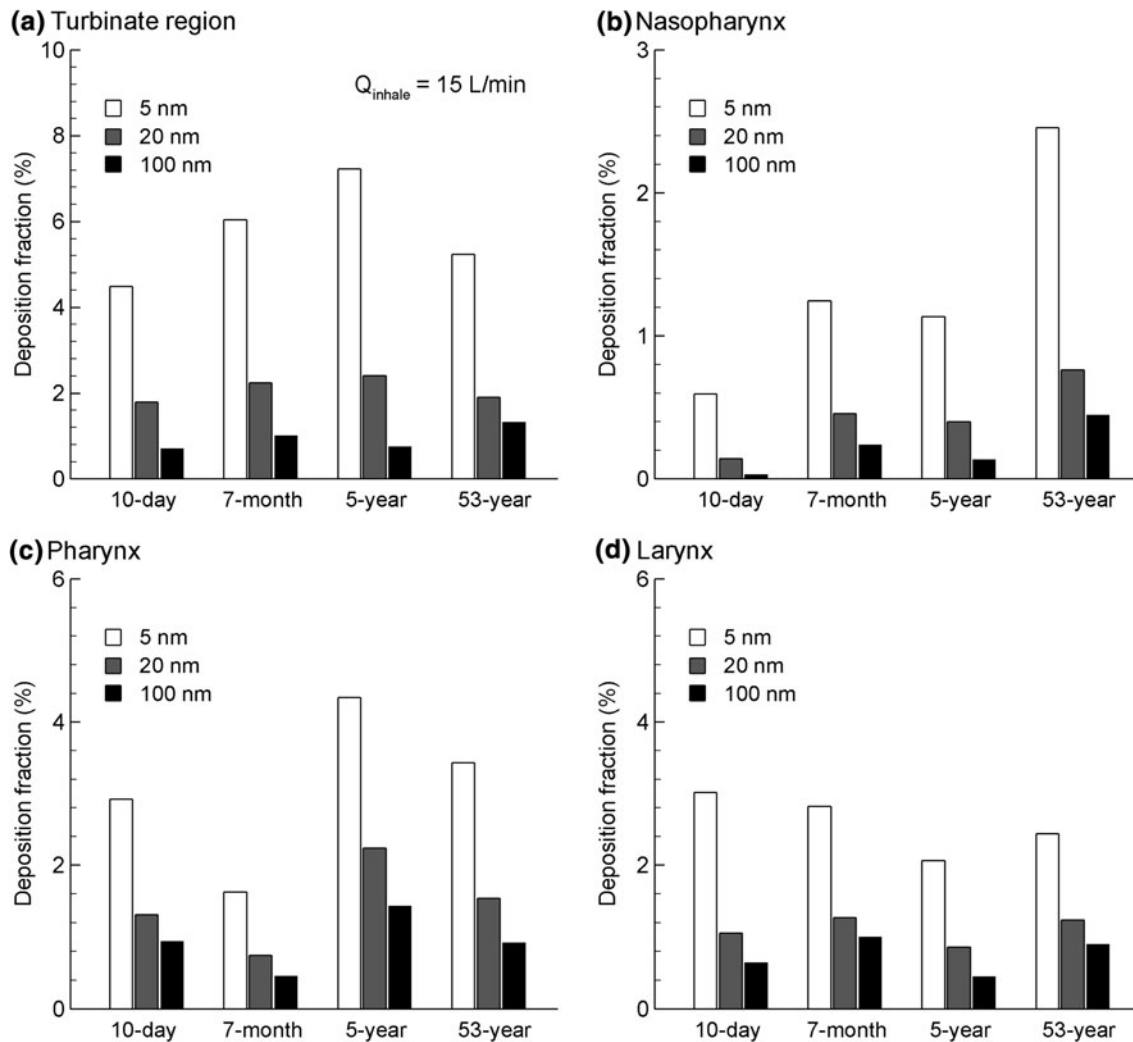 (a) Turbinate region
10
8
6
4
2
0
Deposition fraction (%)
Qinhale = 15 L/min
5 nm
20 nm
100 nm
10-day 7-month 5-year 53-year
(b) Nasopharynx
3
2
1
0
Deposition fraction (%)
5 nm
20 nm
100 nm
10-day 7-month 5-year 53-year
(c) Pharynx
6
4
2
0
Deposition fraction (%)
5 nm
20 nm
100 nm
10-day 7-month 5-year 53-year
(d) Larynx
6
4
2
0
Deposition fraction (%)
5 nm
20 nm
100 nm
10-day 7-month 5-year 53-year